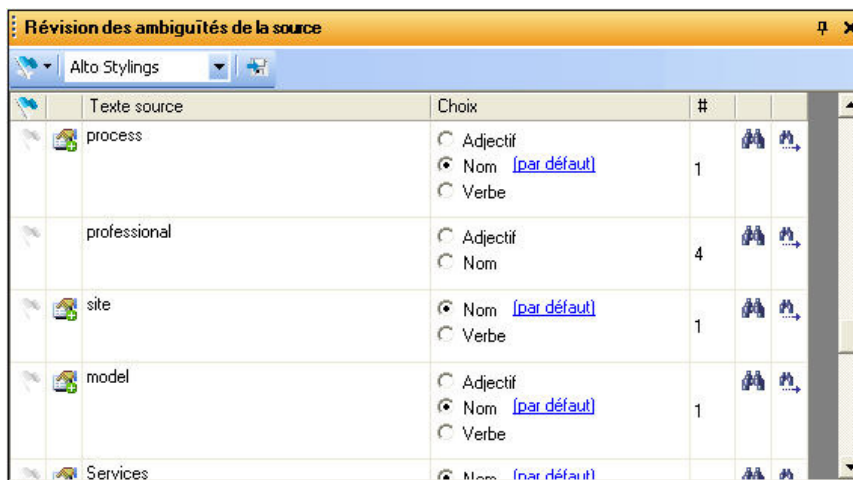 Révision des ambiguïtés de la source
Alto Stylings
Texte source Choix #
process
Adjectif
Nom (par défaut)
Verbe
1
professional
Adjectif
Nom
4
site
Nom (par défaut)
Verbe
1
model
Adjectif
Nom (par défaut)
Verbe
1
Services
Nom (par défaut)